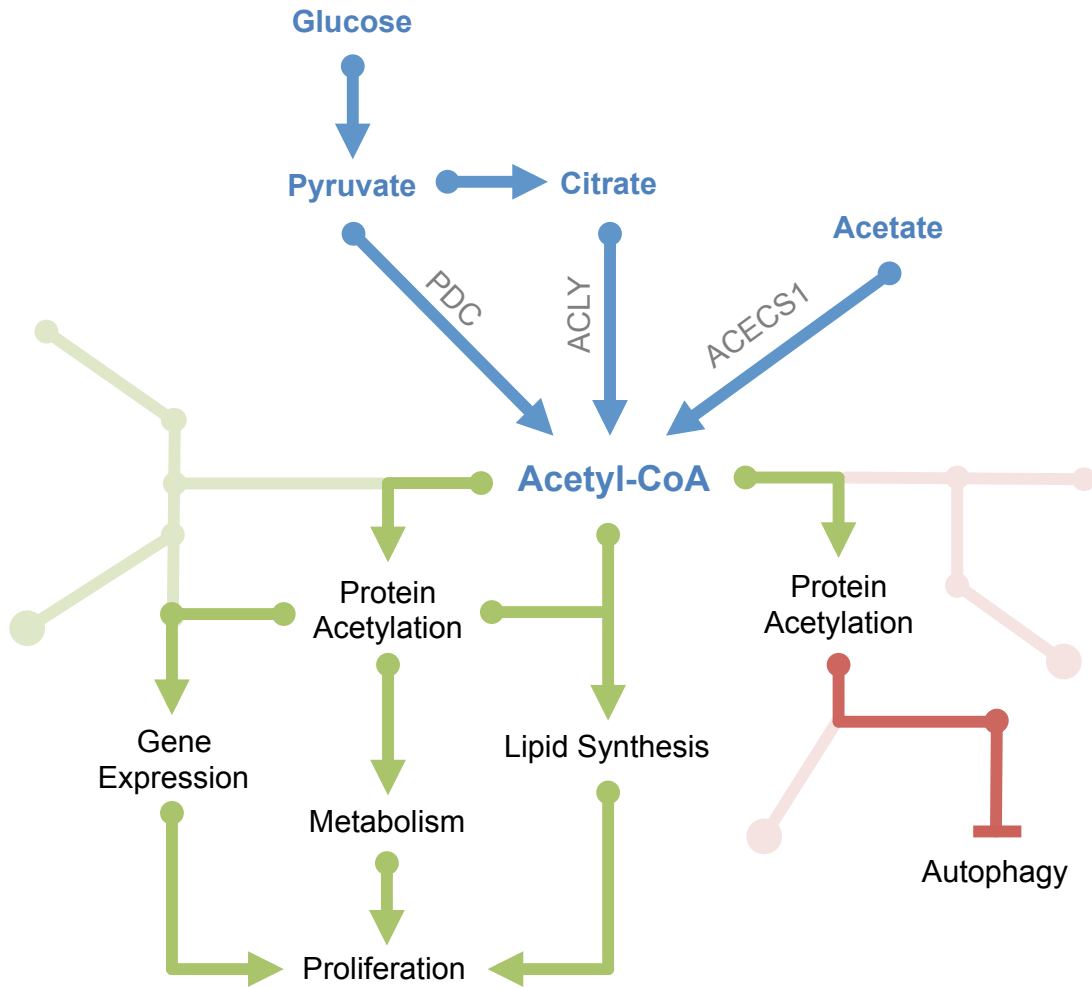 Glucose
Pyruvate
Citrate
Acetate
PDC
ACLY
ACECS1
Acetyl-CoA
Protein
Acetylation
Protein
Acetylation
Gene
Expression
Lipid Synthesis
Metabolism
Autophagy
Proliferation